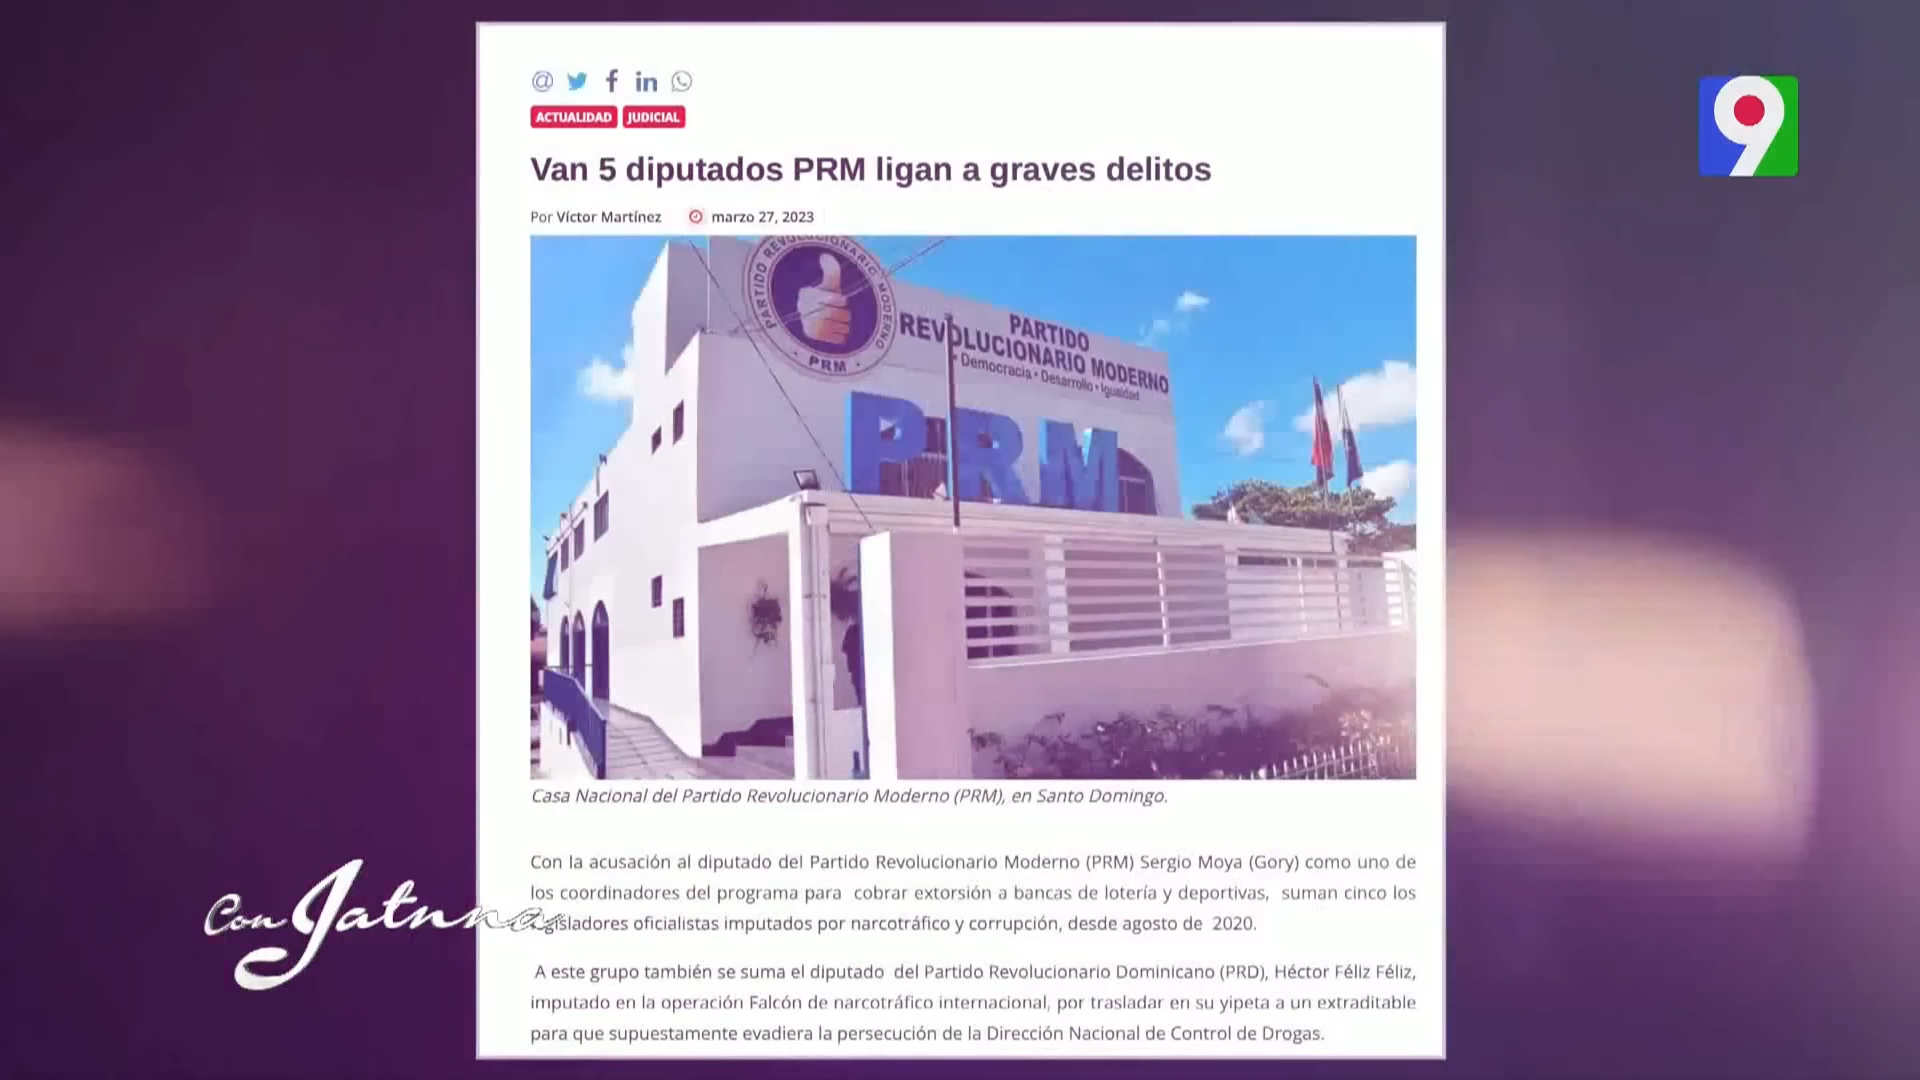 9
@
ACTUALIDAD JUDICIAL
Van 5 diputados PRM ligan a graves delitos
Por Víctor Martínez marzo 27, 2023
PARTIDO REVOLUCIONARIO MODERNO
PRM
PARTIDO
REVOLUCIONARIO MODERNO
• Democracia • Desarrollo • Igualdad
PRM
Casa Nacional del Partido Revolucionario Moderno (PRM), en Santo Domingo.
Con la acusación al diputado del Partido Revolucionario Moderno (PRM) Sergio Moya (Gory) como uno de
los coordinadores del programa para cobrar extorsión a bancas de lotería y deportivas, suman cinco los
legisladores oficialistas imputados por narcotráfico y corrupción, desde agosto de 2020.
A este grupo también se suma el diputado del Partido Revolucionario Dominicano (PRD), Héctor Féliz Féliz,
imputado en la operación Falcón de narcotráfico internacional, por trasladar en su yipeta a un extraditable
para que supuestamente evadiera la persecución de la Dirección Nacional de Control de Drogas.
Con Jatnna